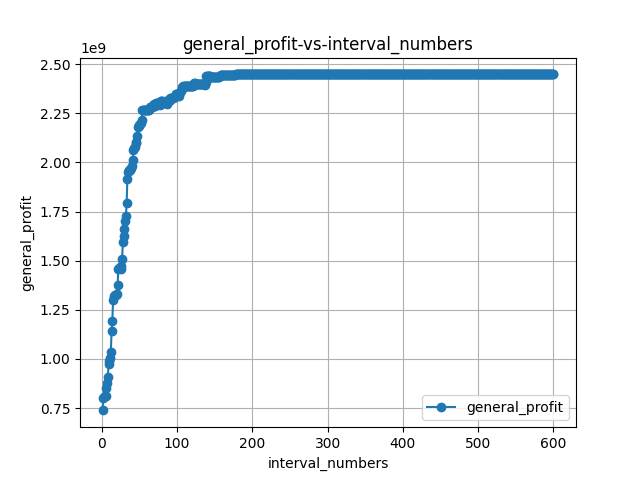 general_profit-vs-interval_numbers
1e9
2.50
2.25
2.00
1.75
1.50
1.25
1.00
0.75
general_profit
general_profit
0 100 200 300 400 500 600
interval_numbers